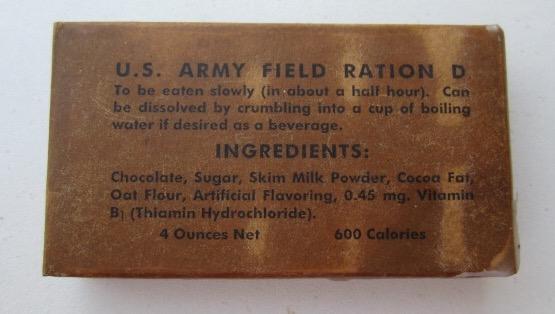 U.S. ARMY FIELD RATION D
To be eaten slowly (in about a half hour). Can
be dissolved by crumbling into a cup of boiling
water if desired as a beverage.
INGREDIENTS:
Chocolate, Sugar, Skim Milk Powder, Cocoa Fat,
Oat Flour, Artificial Flavoring, 0.45 mg. Vitamin
B₁ (Thiamin Hydrochloride).
4 Ounces Net 600 Calories